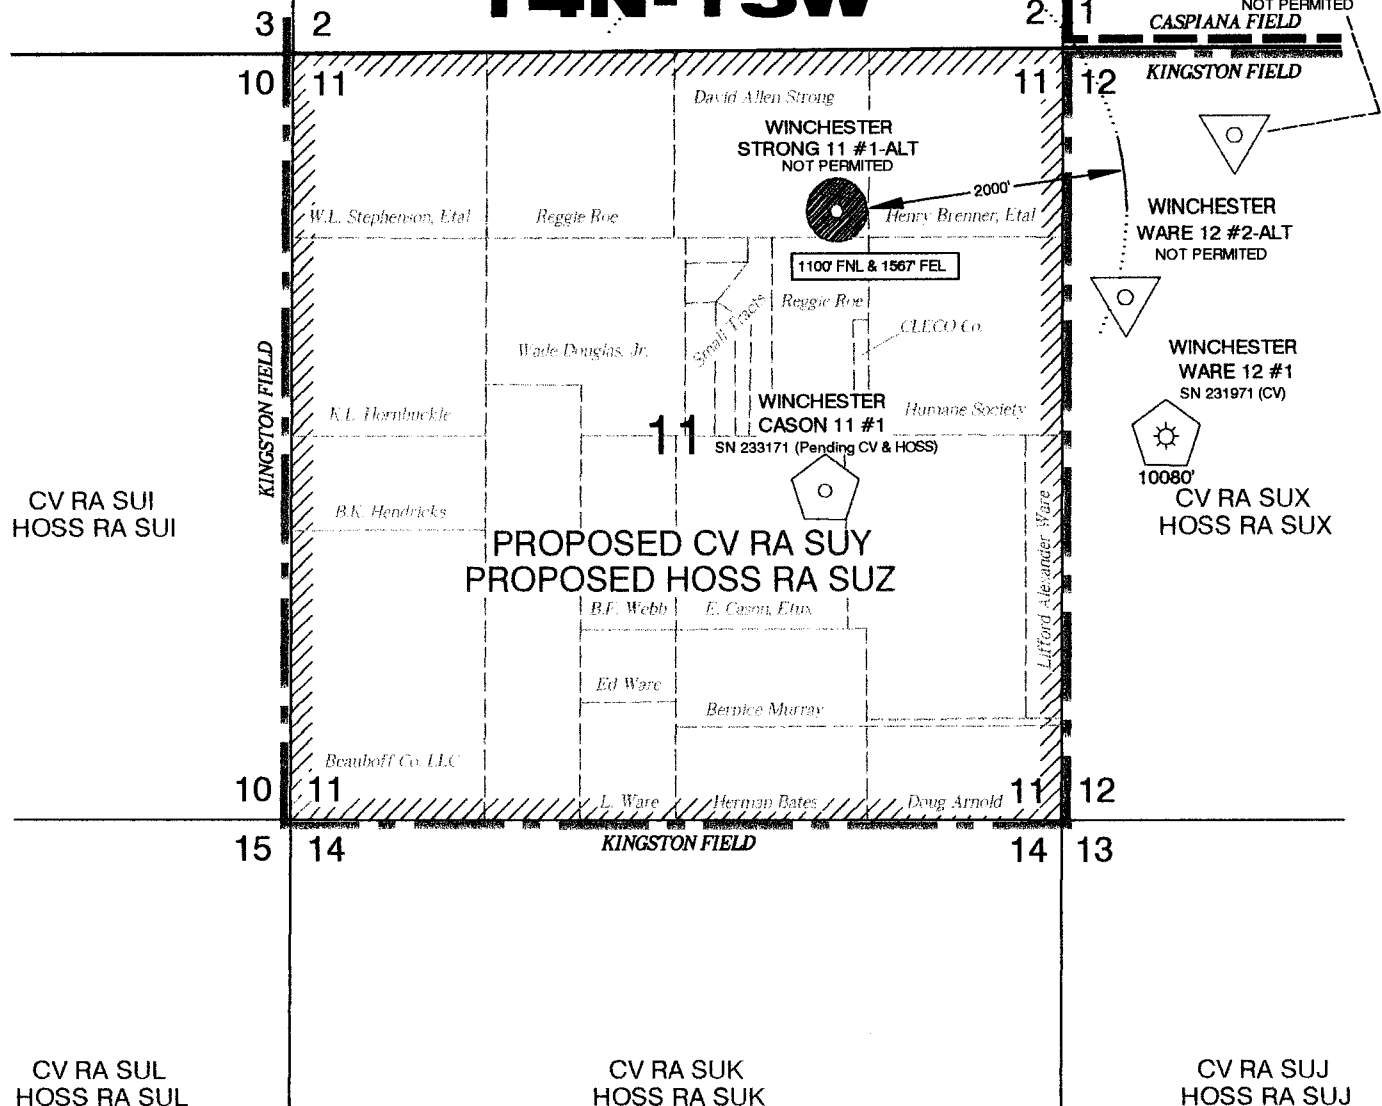 T4N-15W
NOT PERMITTED
3 2
2 1
CASPIANA FIELD
10 11
11 12
KINGSTON FIELD
David Allen Strong
WINCHESTER
STRONG 11 #1-ALT
NOT PERMITTED
2000'
W.L. Stephenson, Etal
Reggie Roe
Henry Brenner, Etal
WINCHESTER
WARE 12 #2-ALT
NOT PERMITTED
1100' FNL & 1567' FEL
Reggie Roe
Small Tracts
CLECO Co.
Wade Douglas, Jr.
KINGSTON FIELD
WINCHESTER
WARE 12 #1
SN 231971 (CV)
10080'
K.L. Hornbuckle
WINCHESTER
CASON 11 #1
SN 233171 (Pending CV & HOSS)
Humane Society
11
CV RA SUI
HOSS RA SUI
CV RA SUX
HOSS RA SUX
B.K. Hendricks
Lifford Alexander Ware
PROPOSED CV RA SUY
PROPOSED HOSS RA SUZ
B.F. Webb
E. Cason, Etux
Ed Ware
Bernice Murray
Beauboff Co. LLC
10 11
L. Ware
Herman Bates
Doug Arnold
11 12
15 14
KINGSTON FIELD
14 13
CV RA SUL
HOSS RA SUL
CV RA SUK
HOSS RA SUK
CV RA SUJ
HOSS RA SUJ